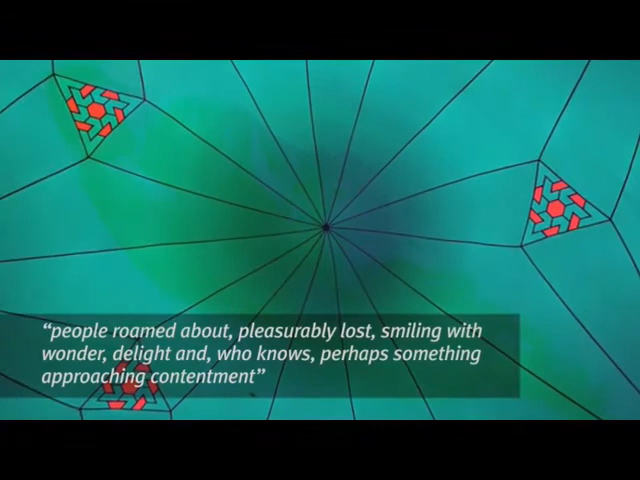 “people roamed about, pleasurably lost, smiling with
wonder, delight and, who knows, perhaps something
approaching contentment”